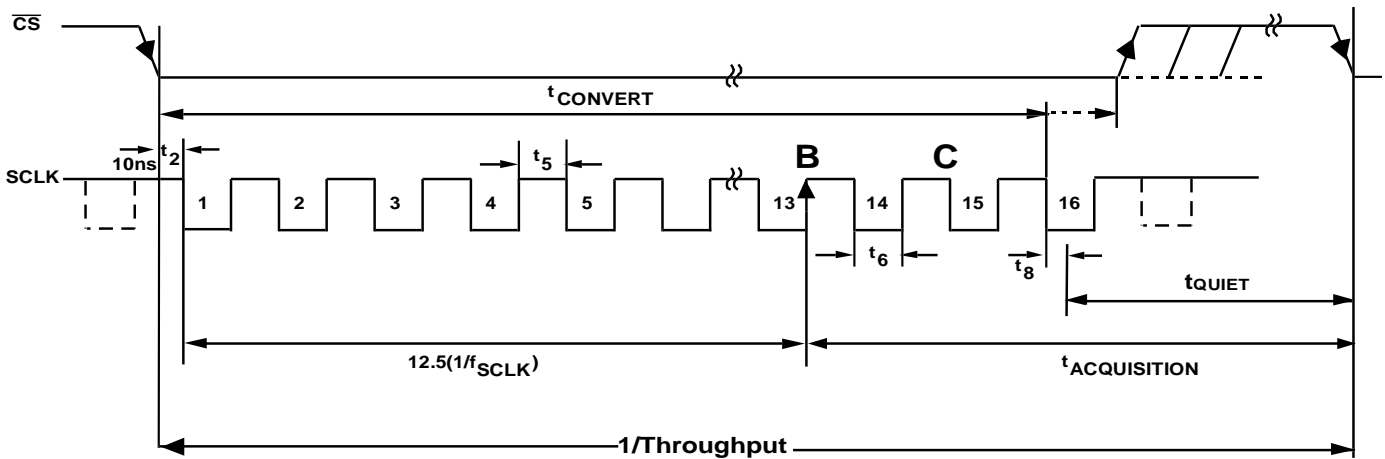 CS
tCONVERT
10ns t2
t5
B
C
SCLK
1
2
3
4
5
13
14
15
16
t6
t8
tQUIET
12.5(1/fSCLK)
tACQUISITION
1/Throughput